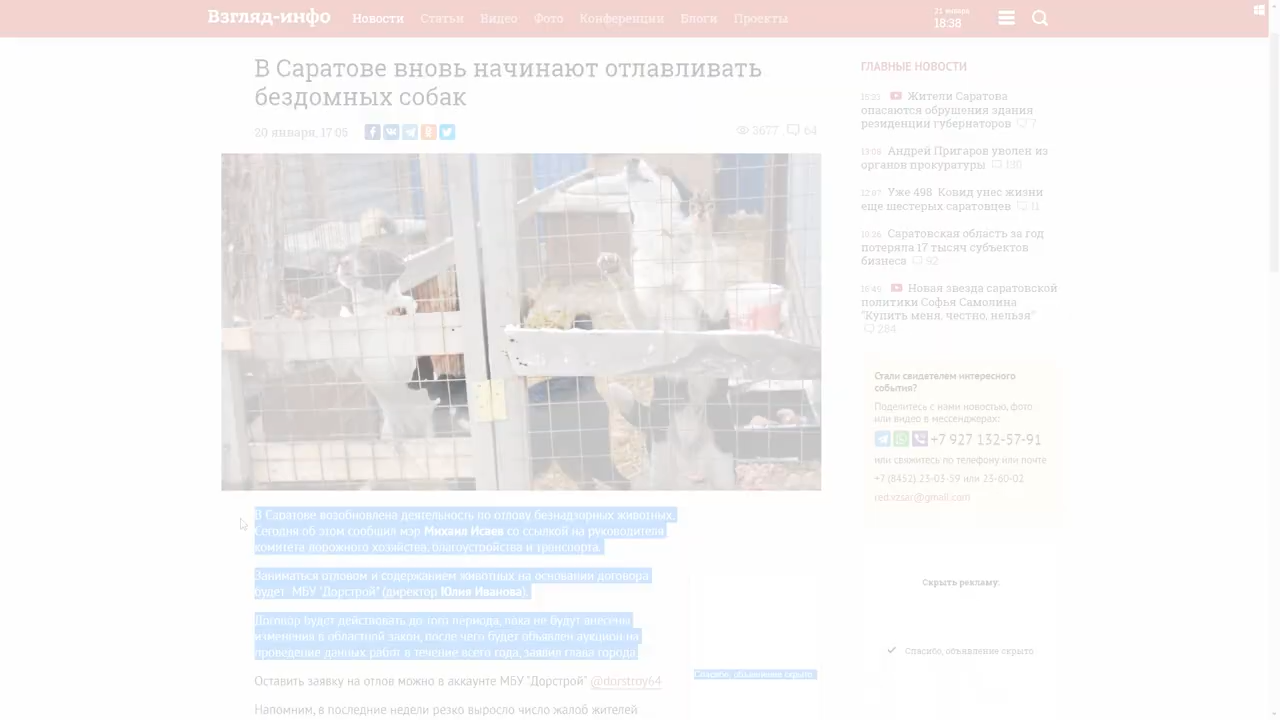 Взгляд-инфо
Новости Статьи Видео Фото Конференции Блоги Проекты
21 января
18:38
В Саратове вновь начинают отлавливать
бездомных собак
20 января, 17:05
3677 64
В Саратове возобновлена деятельность по отлову безнадзорных животных.
Сегодня об этом сообщил мэр Михаил Исаев со ссылкой на руководителя
комитета дорожного хозяйства, благоустройства и транспорта.
Заниматься отловом и содержанием животных на основании договора
будет МБУ "Дорстрой" (директор Юлия Иванова).
Договор будет действовать до того периода, пока не будут внесены
изменения в областной закон, после чего будет объявлен аукцион на
проведение данных работ в течение всего года, заявил глава города.
Оставить заявку на отлов можно в аккаунте МБУ "Дорстрой" @dorstroy64
Напомним, в последние недели резко выросло число жалоб жителей
Спасибо, объявление скрыто.
ГЛАВНЫЕ НОВОСТИ
Жители Саратова
опасаются обрушения здания
резиденции губернаторов 7
Андрей Пригаров уволен из
органов прокуратуры 130
12:07 Уже 498. Ковид унес жизни
еще шестерых саратовцев 11
10:26 Саратовская область за год
потеряла 17 тысяч субъектов
бизнеса 92
Новая звезда саратовской
политики Софья Самолина
"Купить меня, честно, нельзя"
284
Стали свидетелем интересного
события?
Поделитесь с нами новостью, фото
или видео в мессенджерах:
+7 927 132-57-91
или свяжитесь по телефону или почте
+7 (8452) 23-03-59 или 23-60-02
red.vzsar@gmail.com
Скрыть рекламу:
Спасибо, объявление скрыто.